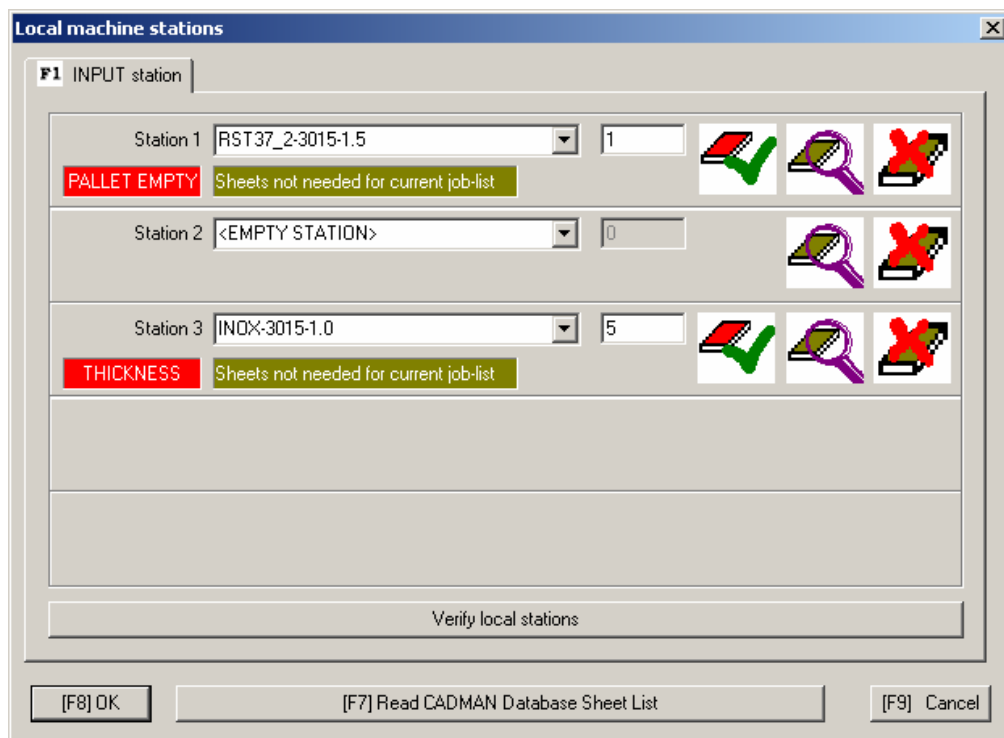 Local machine stations
F1 INPUT station
Station 1 RST37_2-3015-1.5 1
PALLET EMPTY Sheets not needed for current job-list
Station 2 <EMPTY STATION> 0
Station 3 INOX-3015-1.0 5
THICKNESS Sheets not needed for current job-list
Verify local stations
[F8] OK [F7] Read CADMAN Database Sheet List [F9] Cancel